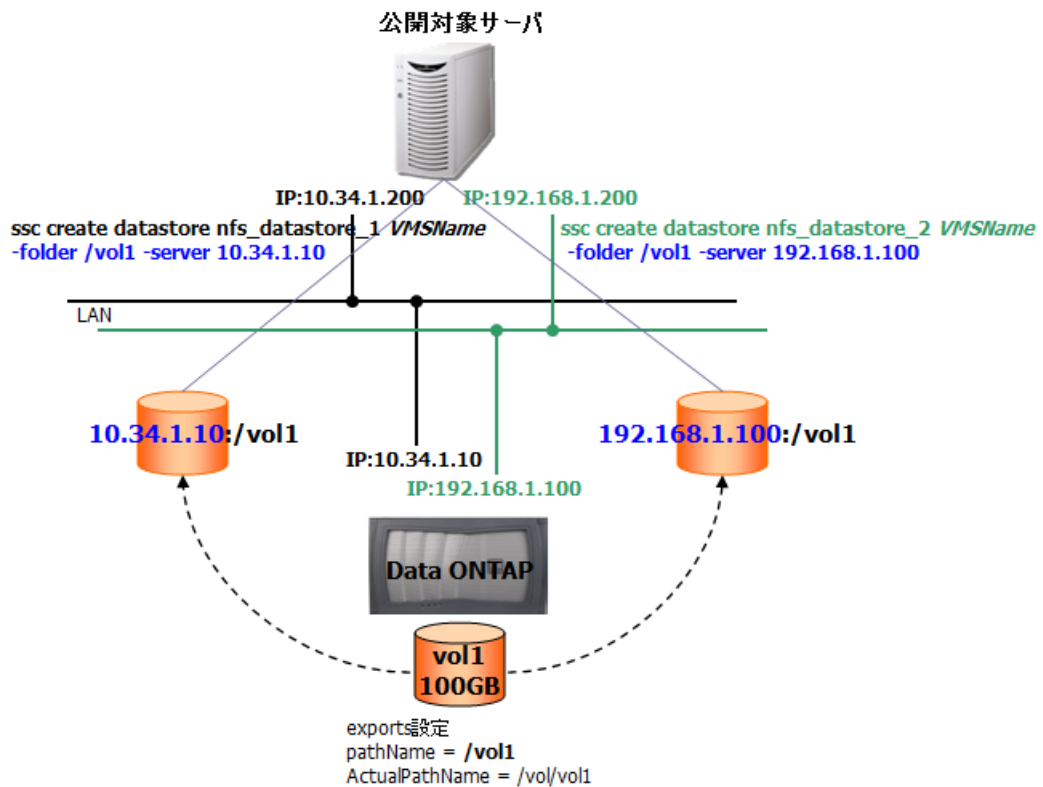 公開対象サーバ
IP:10.34.1.200
IP:192.168.1.200
ssc create datastore nfs_datastore_1 VMSName
-folder /vol1 -server 10.34.1.10
ssc create datastore nfs_datastore_2 VMSName
-folder /vol1 -server 192.168.1.100
LAN
10.34.1.10:/vol1
192.168.1.100:/vol1
IP:10.34.1.10
IP:192.168.1.100
Data ONTAP
vol1
100GB
exports設定
pathName = /vol1
ActualPathName = /vol/vol1